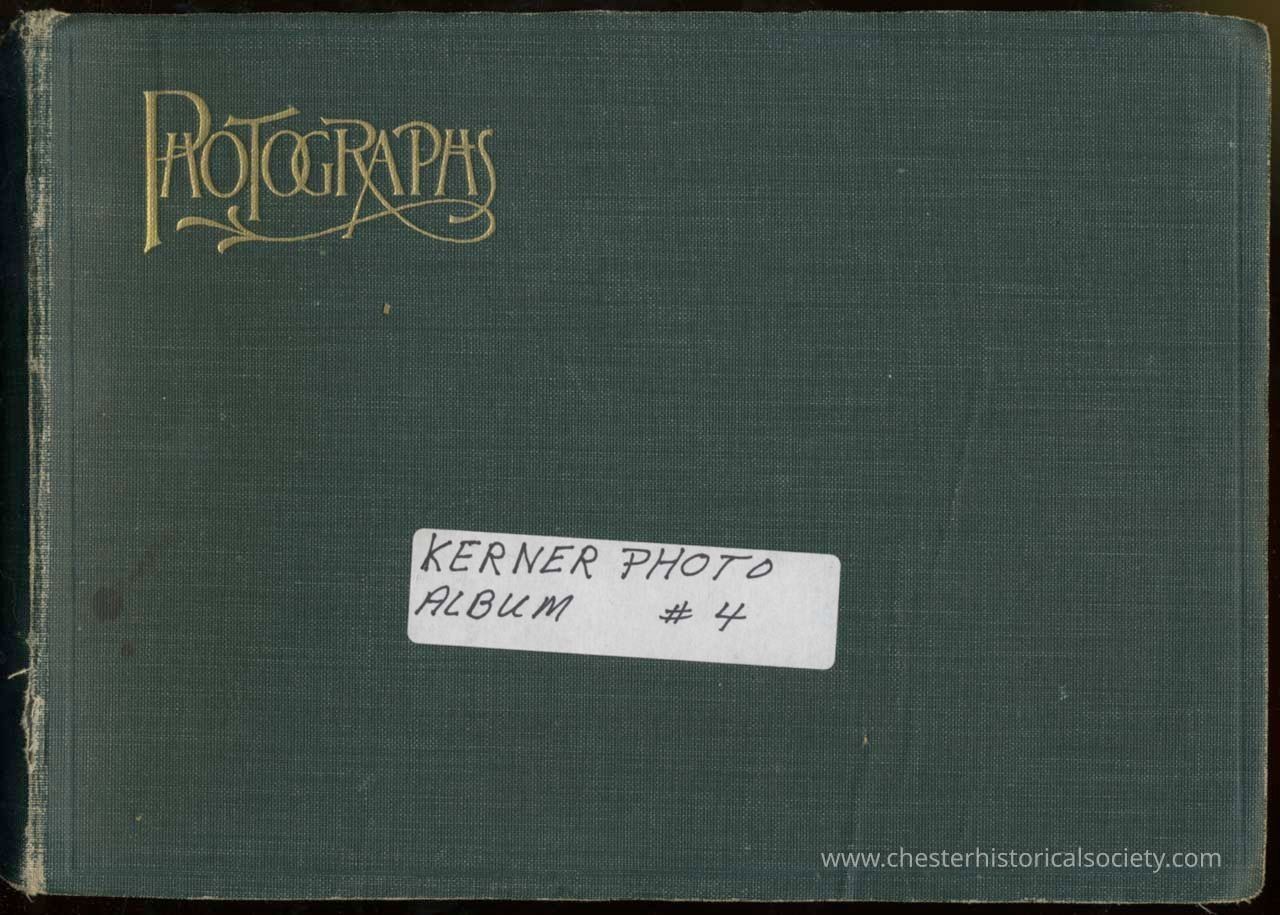 PHOTOGRAPHS
KERNER PHOTO
ALBUM # 4
www.chesterhistoricalsociety.com